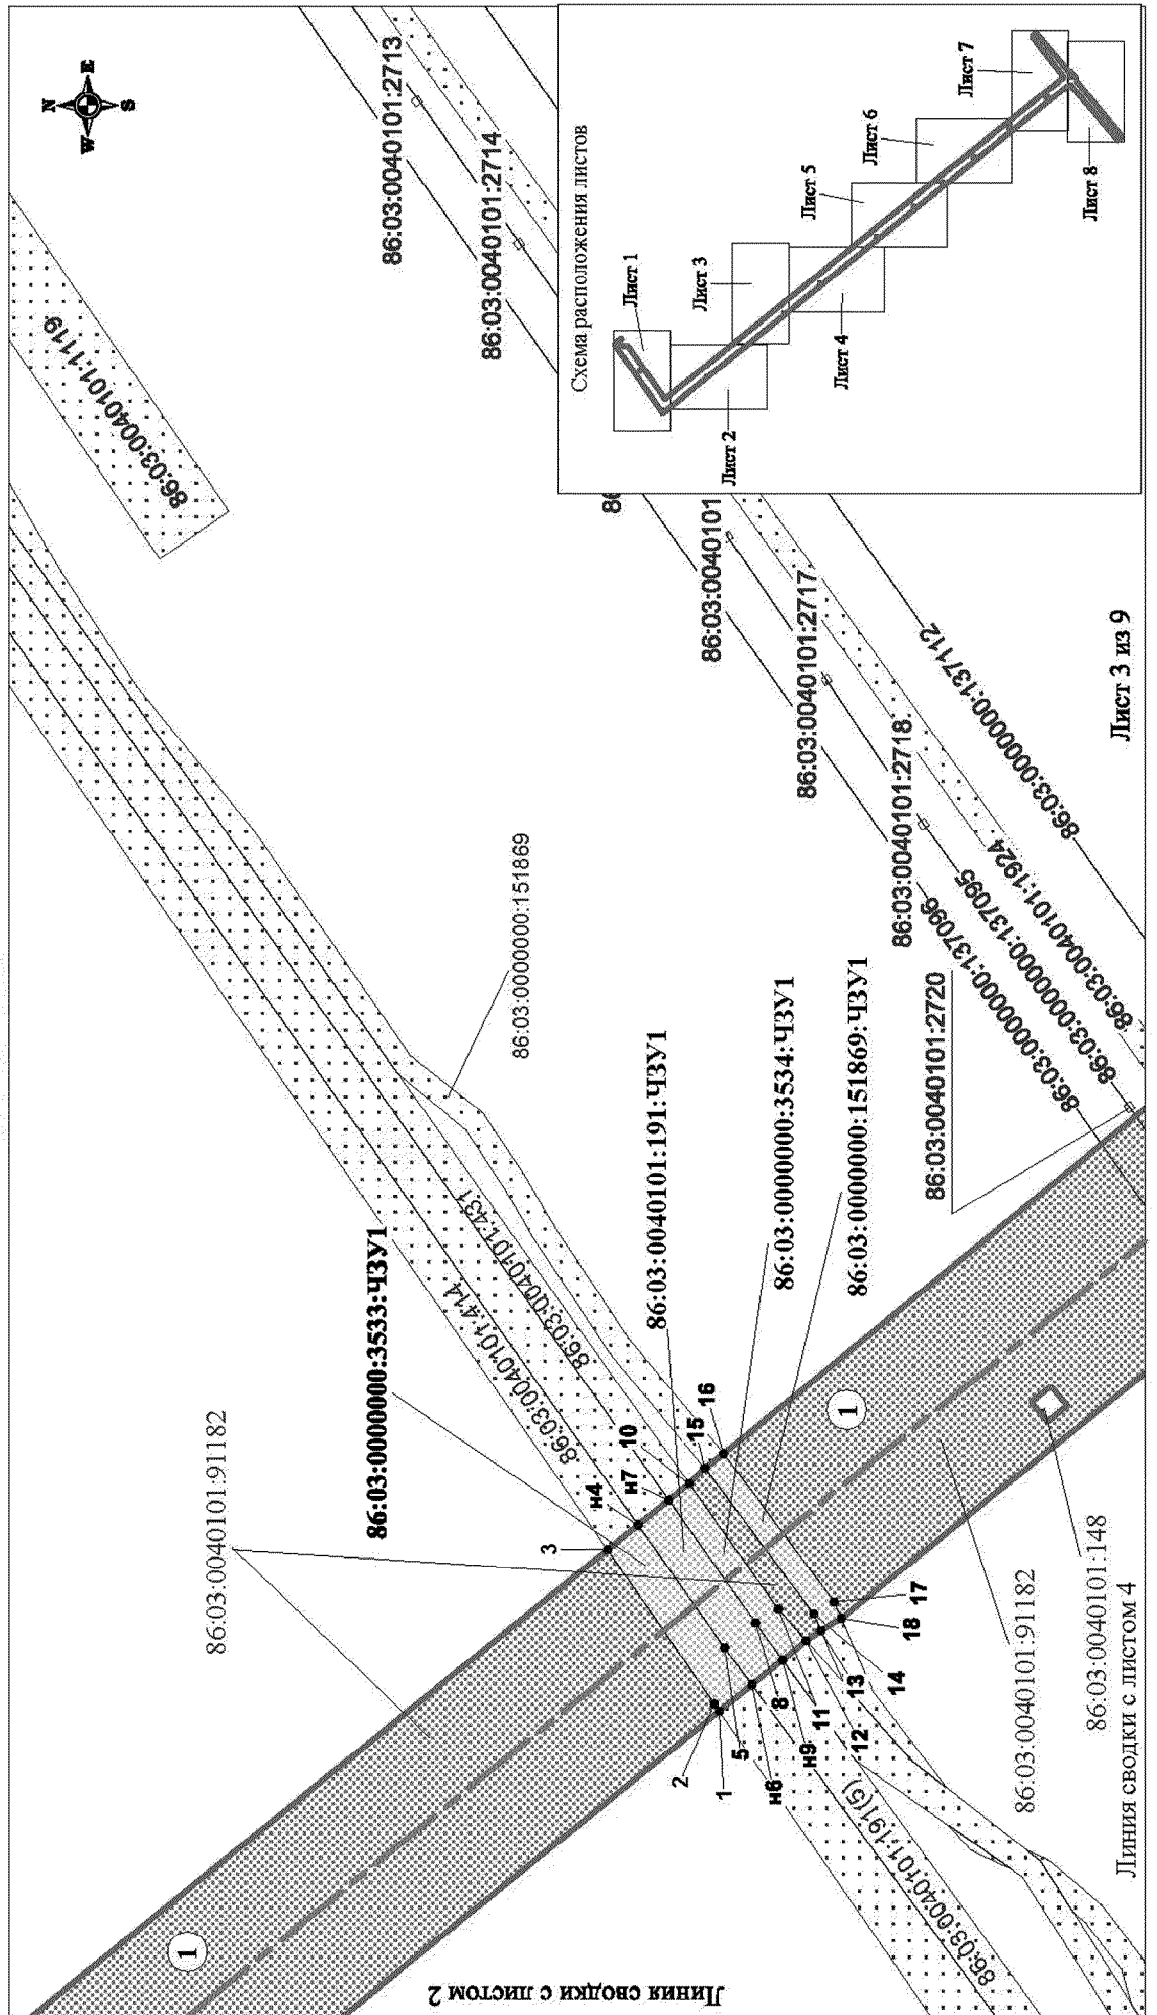 N
W
E
S
86:03:0040101:1119
86:03:0040101:2713
86:03:0040101:2714
Схема расположения листов
Лист 1
Лист 2
Лист 3
Лист 4
Лист 5
Лист 6
Лист 7
Лист 8
86:03:0040101:91182
86:03:0000000:3533:ЧЗУ1
86:03:0040101:414
86:03:0040101:431
86:03:0000000:151869
86:03:0040101:191:ЧЗУ1
86:03:0000000:3534:ЧЗУ1
86:03:0000000:151869:ЧЗУ1
86
86:03:0040101
86:03:0040101:2717
86:03:0040101:2718
86:03:0040101:2720
86:03:0000000:137096
86:03:0000000:137095
86:03:0040101:1924
86:03:0000000:137112
1
1
2
1
3
н4
5
н6
н7
8
н9
10
11
12
13
14
15
16
17
18
86:03:0040101:191(5)
86:03:0040101:91182
86:03:0040101:148
Линия сводки с листом 2
Линия сводки с листом 4
Лист 3 из 9